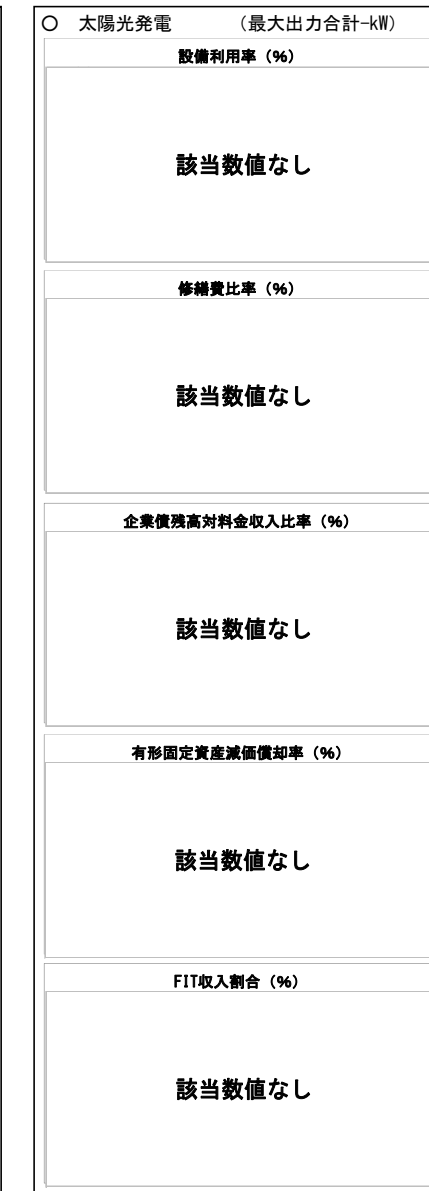 ○ 太陽光発電 (最大出力合計-kW)
設備利用率(%)
該当数値なし
修繕費比率(%)
該当数値なし
企業債残高対料金収入比率(%)
該当数値なし
有形固定資産減価償却率(%)
該当数値なし
FIT収入割合(%)
該当数値なし